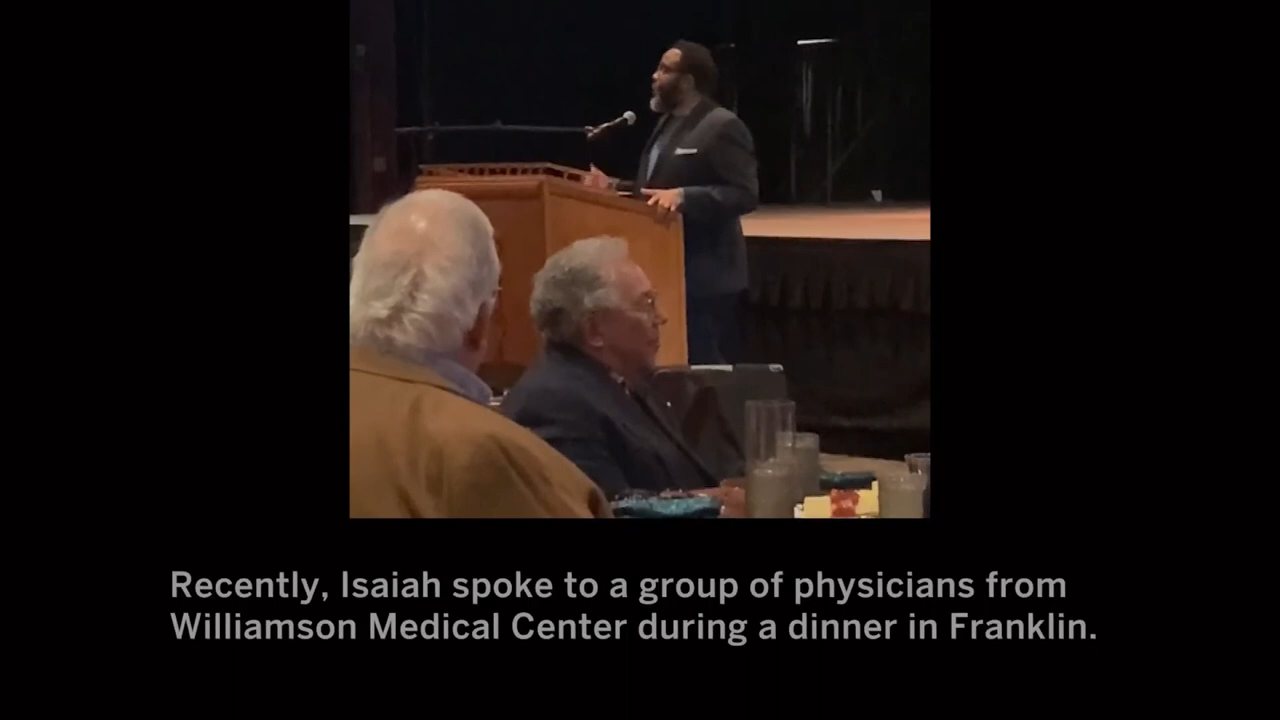 Recently, Isaiah spoke to a group of physicians from
Williamson Medical Center during a dinner in Franklin.